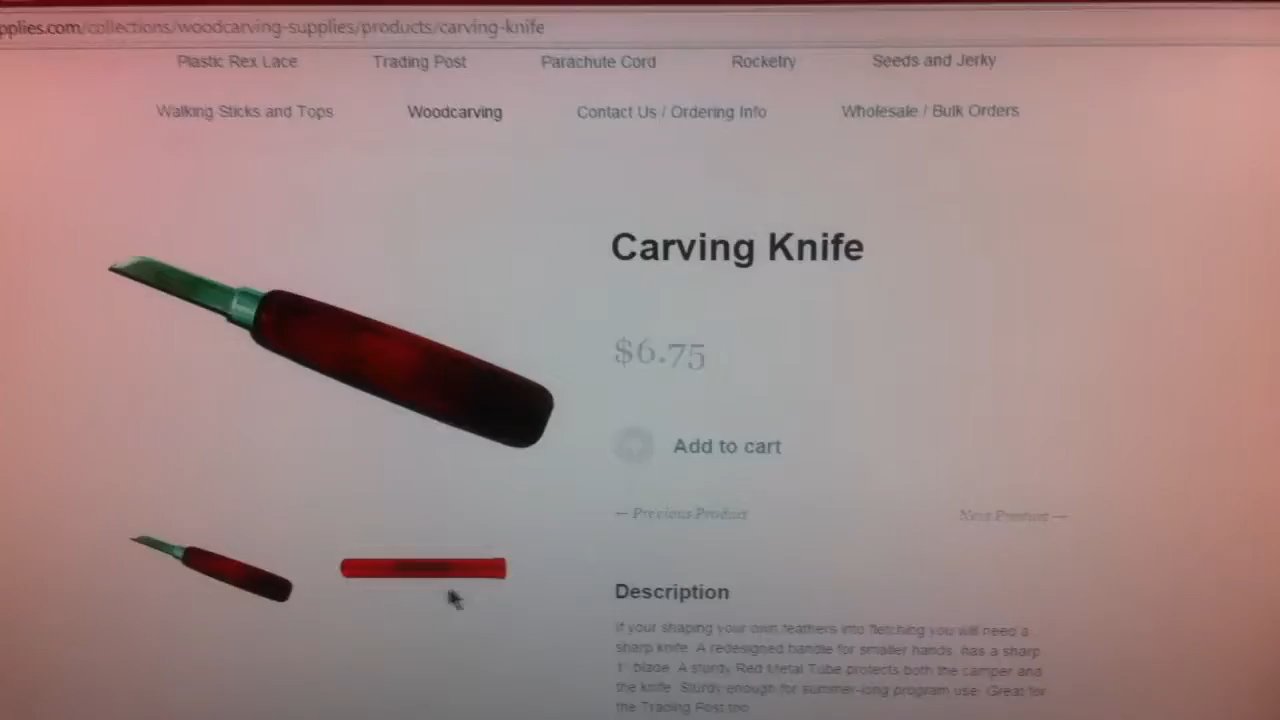 pplies.com/collections/woodcarving-supplies/products/carving-knife
Plastic Rex Lace Trading Post Parachute Cord Rocketry Seeds and Jerky
Walking Sticks and Tops Woodcarving Contact Us / Ordering Info Wholesale / Bulk Orders
Carving Knife
$6.75
Add to cart
← Previous Product Next Product →
Description
If your shaping your own feathers into fletching you will need a
sharp knife. A redesigned handle for smaller hands, has a sharp
1" blade. A sturdy Red Metal Tube protects both the camper and
the knife. Sturdy enough for summer-long program use. Great for
the Trading Post too.